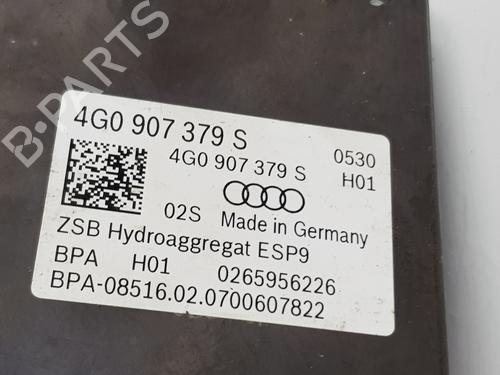 B-PARTS
4G0 907 379 S
4G0 907 379 S
0530
H01
02S Made in Germany
ZSB Hydroaggregat ESP9
BPA H01 0265956226
BPA-08516.02.0700607822